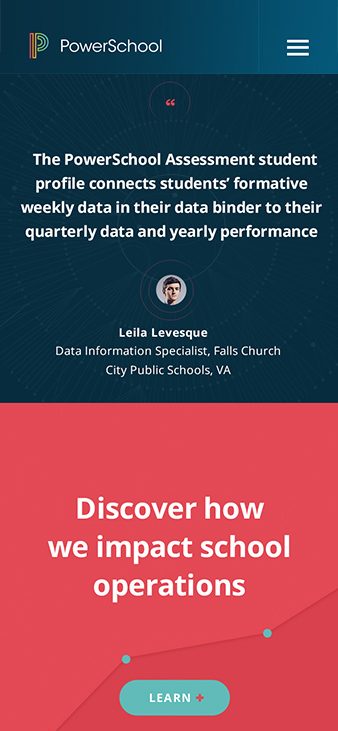 PowerSchool
“
The PowerSchool Assessment student
profile connects students’ formative
weekly data in their data binder to their
quarterly data and yearly performance
Leila Levesque
Data Information Specialist, Falls Church
City Public Schools, VA
Discover how
we impact school
operations
LEARN +